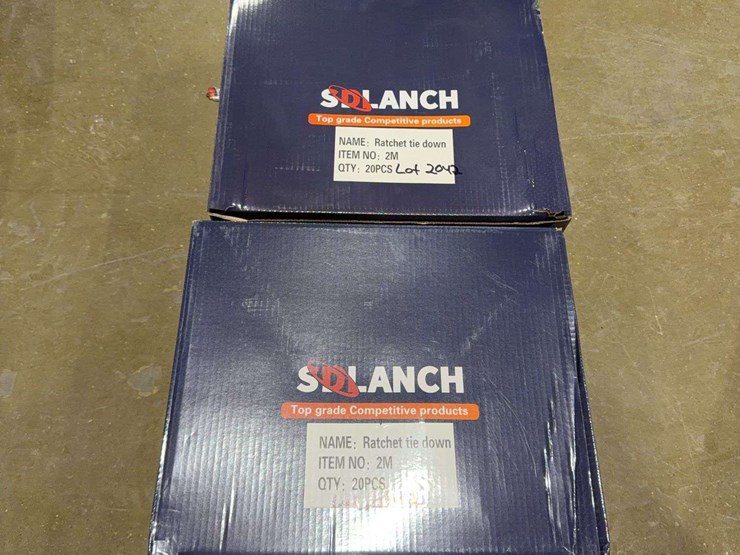 SDLANCH
Top grade Competitive products
NAME: Ratchet tie down
ITEM NO: 2M
QTY: 20PCS Lot 2042
SDLANCH
Top grade Competitive products
NAME: Ratchet tie down
ITEM NO: 2M
QTY: 20PCS